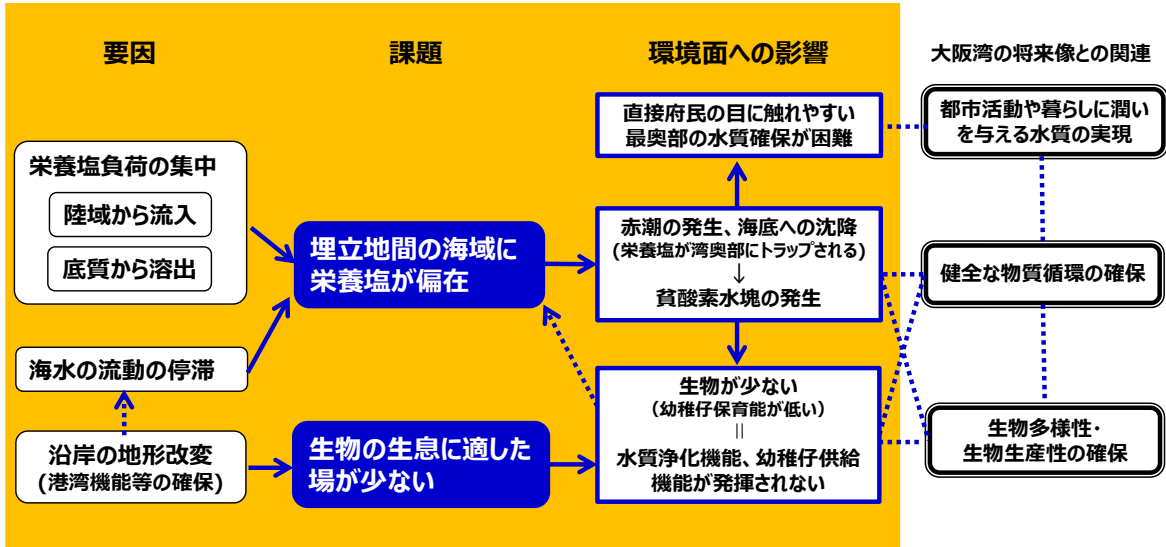 要因
課題
環境面への影響
大阪湾の将来像との関連
栄養塩負荷の集中
陸域から流入
底質から溶出
海水の流動の停滞
沿岸の地形改変
(港湾機能等の確保)
埋立地間の海域に
栄養塩が偏在
生物の生息に適した
場が少ない
直接府民の目に触れやすい
最奥部の水質確保が困難
赤潮の発生、海底への沈降
(栄養塩が湾奥部にトラップされる)
↓
貧酸素水塊の発生
生物が少ない
（幼稚仔保育能が低い）
＝
水質浄化機能、幼稚仔供給
機能が発揮されない
都市活動や暮らしに潤い
を与える水質の実現
健全な物質循環の確保
生物多様性・
生物生産性の確保